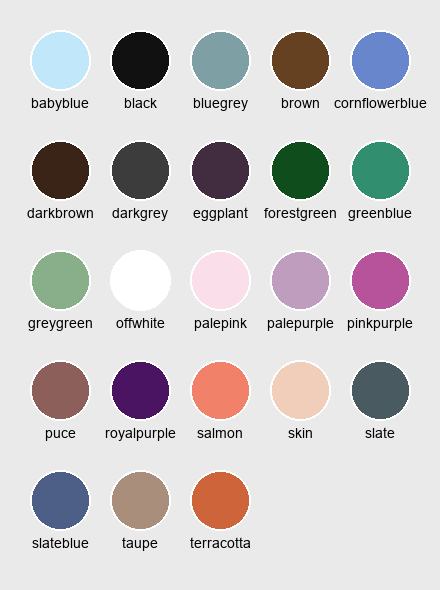 babyblue black bluegrey brown cornflowerblue
darkbrown darkgrey eggplant forestgreen greenblue
greygreen offwhite palepink palepurple pinkpurple
puce royalpurple salmon skin slate
slateblue taupe terracotta